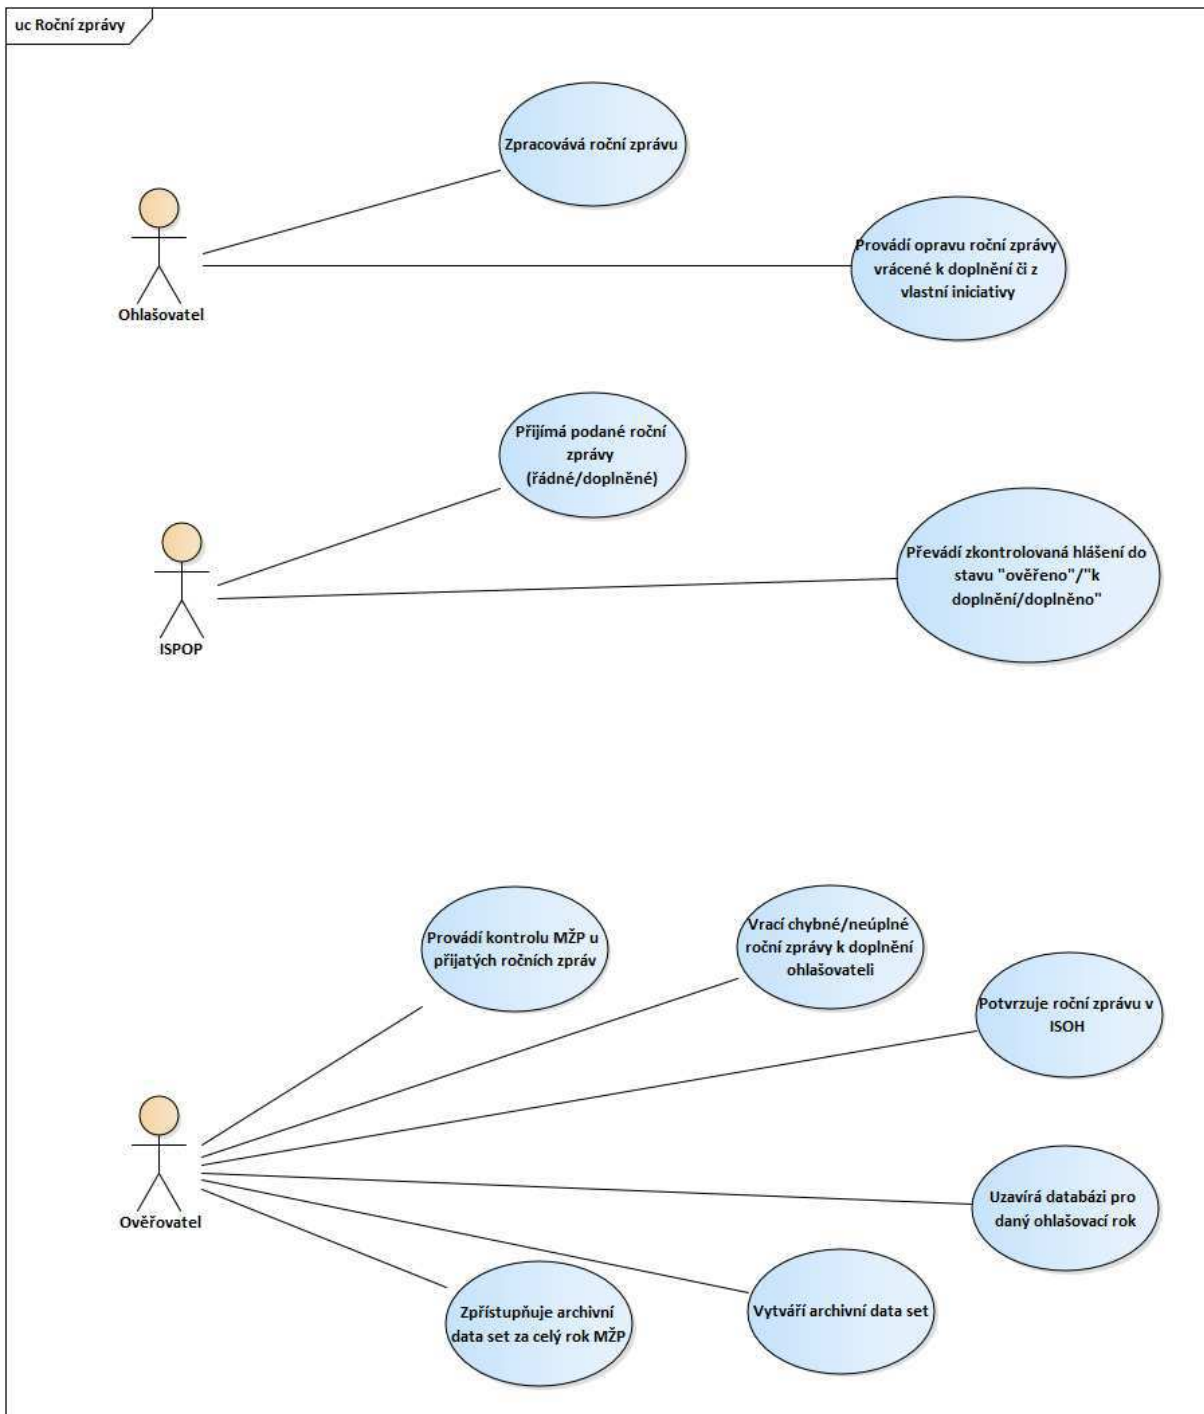 uc Roční zprávy
Zpracovává roční zprávu
Provádí opravu roční zprávy
vrácené k doplnění či z
vlastní iniciativy
Ohlašovatel
Přijímá podané roční
zprávy
(řádné/doplněné)
Převádí zkontrolovaná hlášení do
stavu "ověřeno"/"k
doplnění/doplněno"
ISPOP
Provádí kontrolu MŽP u
přijatých ročních zpráv
Vrací chybné/neúplné
roční zprávy k doplnění
ohlašovateli
Potvrzuje roční zprávu v
ISOH
Ověřovatel
Uzavírá databázi pro
daný ohlašovací rok
Zpřístupňuje archivní
data set za celý rok MŽP
Vytváří archivní data set